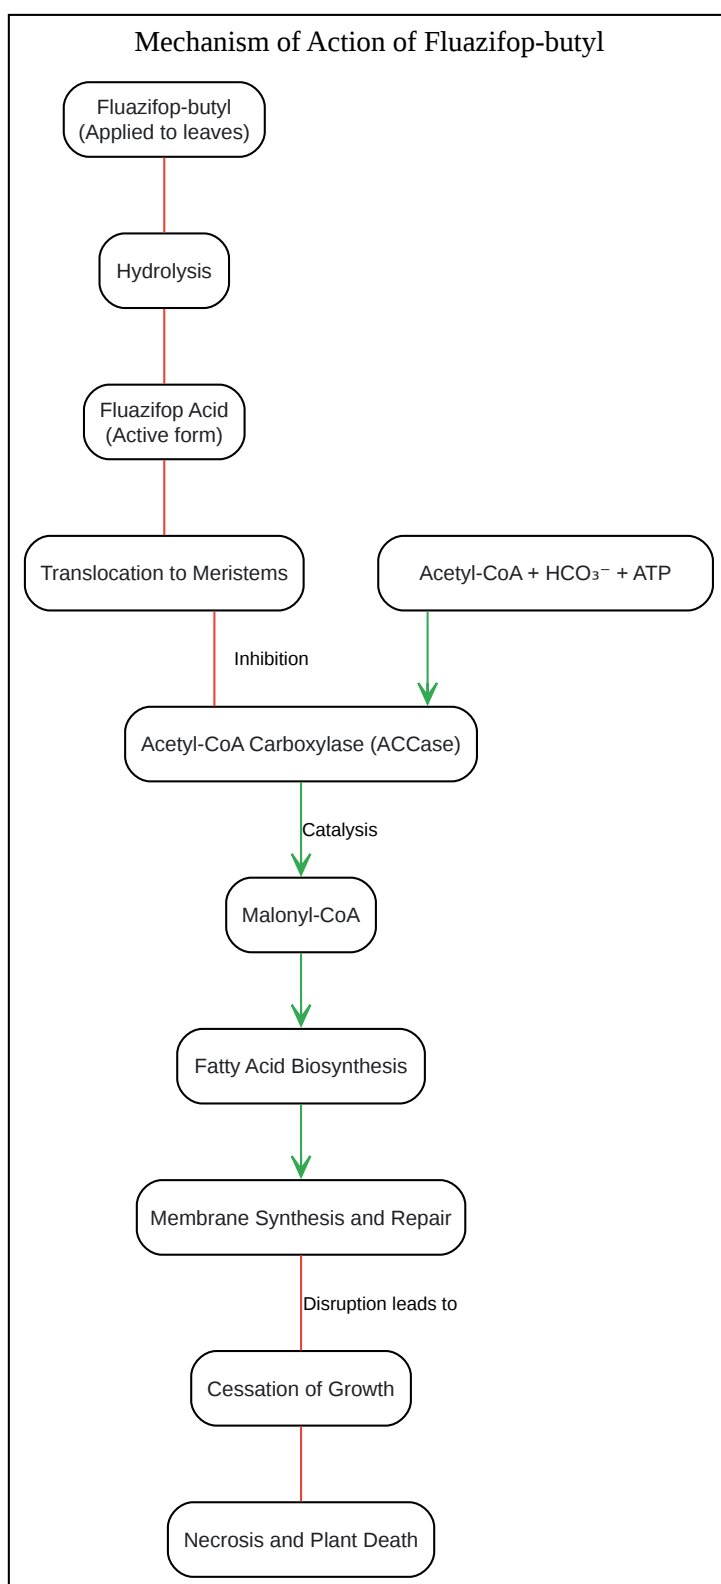 Mechanism of Action of Fluazifop-butyl
Fluazifop-butyl
(Applied to leaves)
Hydrolysis
Fluazifop Acid
(Active form)
Translocation to Meristems
Acetyl-CoA + HCO₃⁻ + ATP
Inhibition
Acetyl-CoA Carboxylase (ACCase)
Catalysis
Malonyl-CoA
Fatty Acid Biosynthesis
Membrane Synthesis and Repair
Disruption leads to
Cessation of Growth
Necrosis and Plant Death